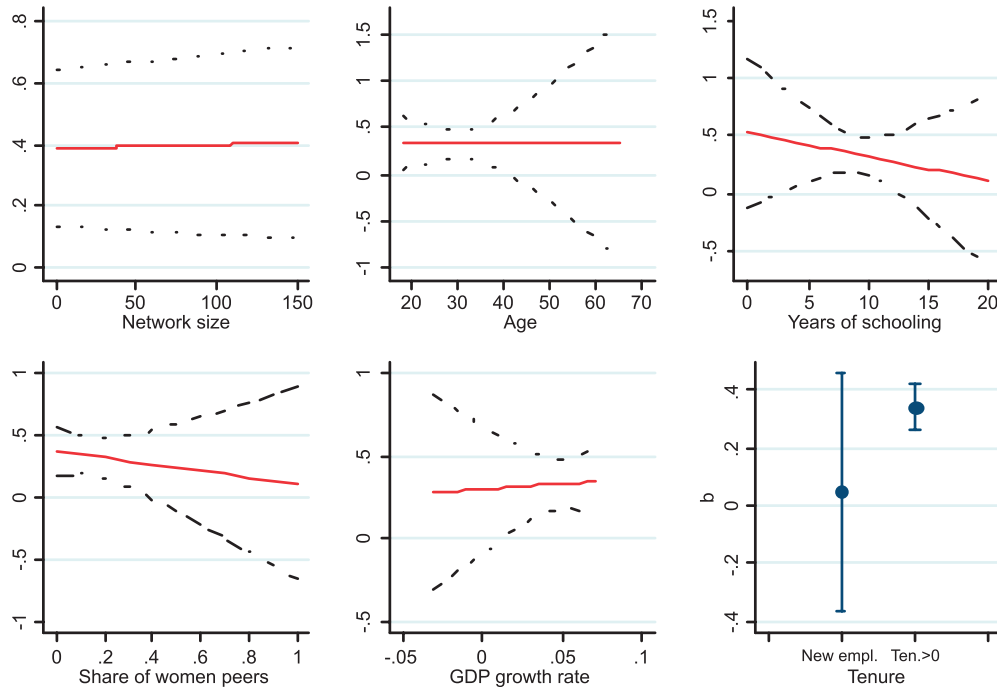 .8
.6
.4
.2
0
0 50 100 150
Network size
1.5
1
.5
0
-.5
-1
20 30 40 50 60 70
Age
1.5
1
.5
0
-.5
0 5 10 15 20
Years of schooling
1
.5
0
-.5
-1
0 .2 .4 .6 .8 1
Share of women peers
1
.5
0
-.5
-.05 0 .05 .1
GDP growth rate
b
.4
.2
0
-.2
-.4
New empl. Ten.>0
Tenure